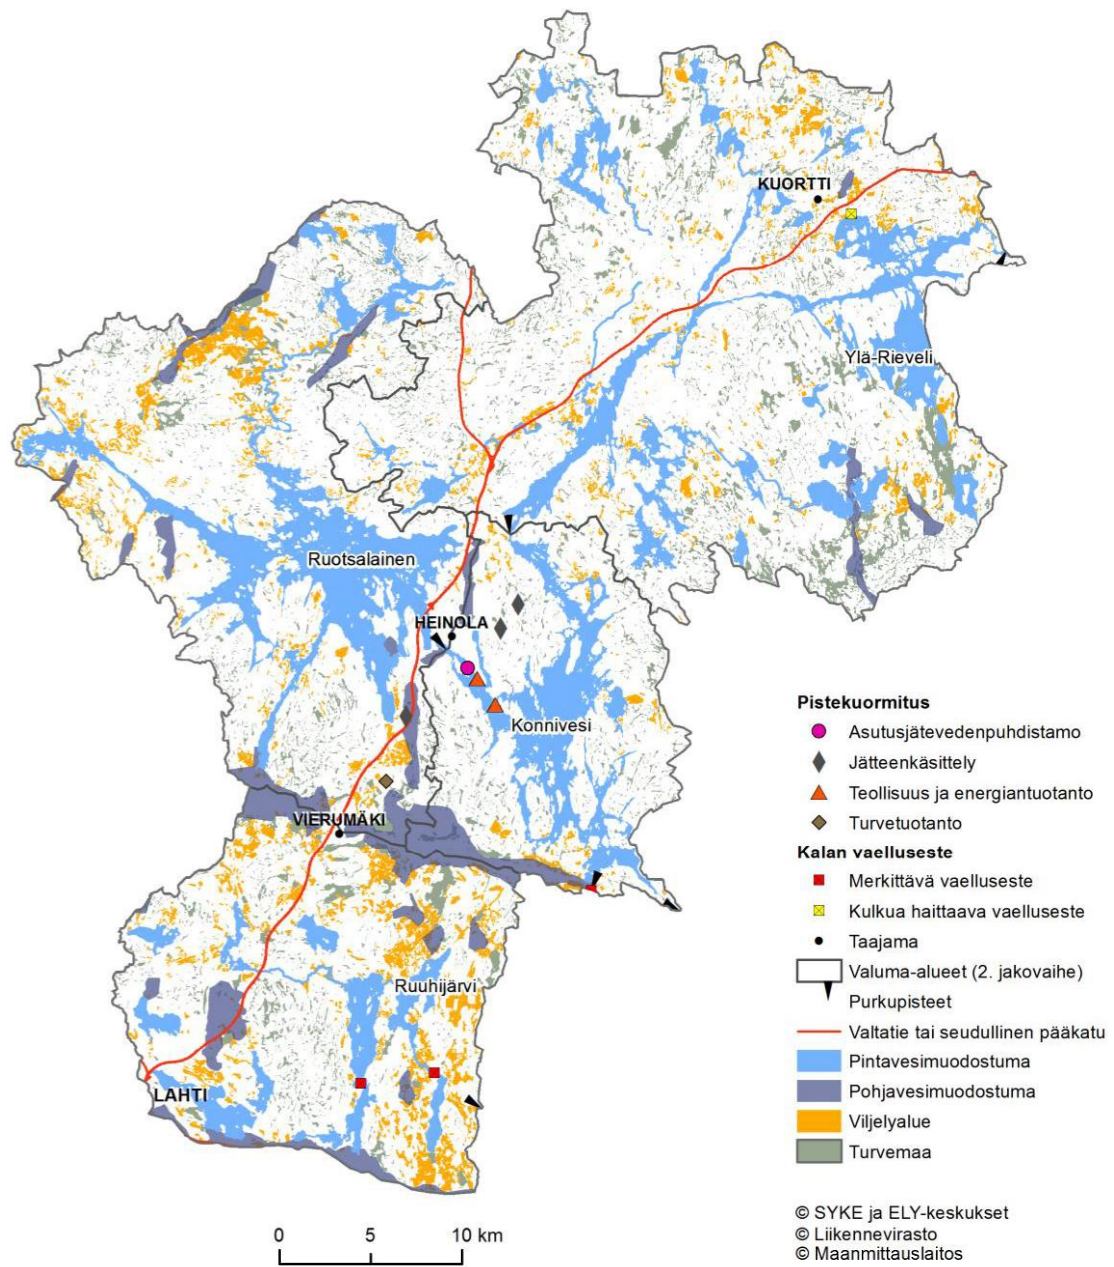 KUORTTI
Ylä-Rieveli
Ruotsalainen
HEINOLA
Konnivesi
VIERUMÄKI
Ruuhijärvi
LAHTI
0 5 10 km
Pistekuormitus
Asutusjätevedenpuhdistamo
Jätteenkäsittely
Teollisuus ja energiantuotanto
Turvetuotanto
Kalan vaelluseste
Merkittävä vaelluseste
Kulkua haittaava vaelluseste
Taajama
Valuma-alueet (2. jakovaihe)
Purkupisteet
Valtatie tai seudullinen pääkatu
Pintavesimuodostuma
Pohjavesimuodostuma
Viljelyalue
Turvemaa
© SYKE ja ELY-keskukset
© Liikennevirasto
© Maanmittauslaitos